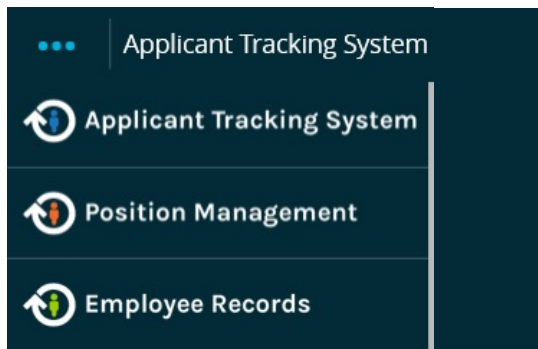 Applicant Tracking System
Applicant Tracking System
Position Management
Employee Records